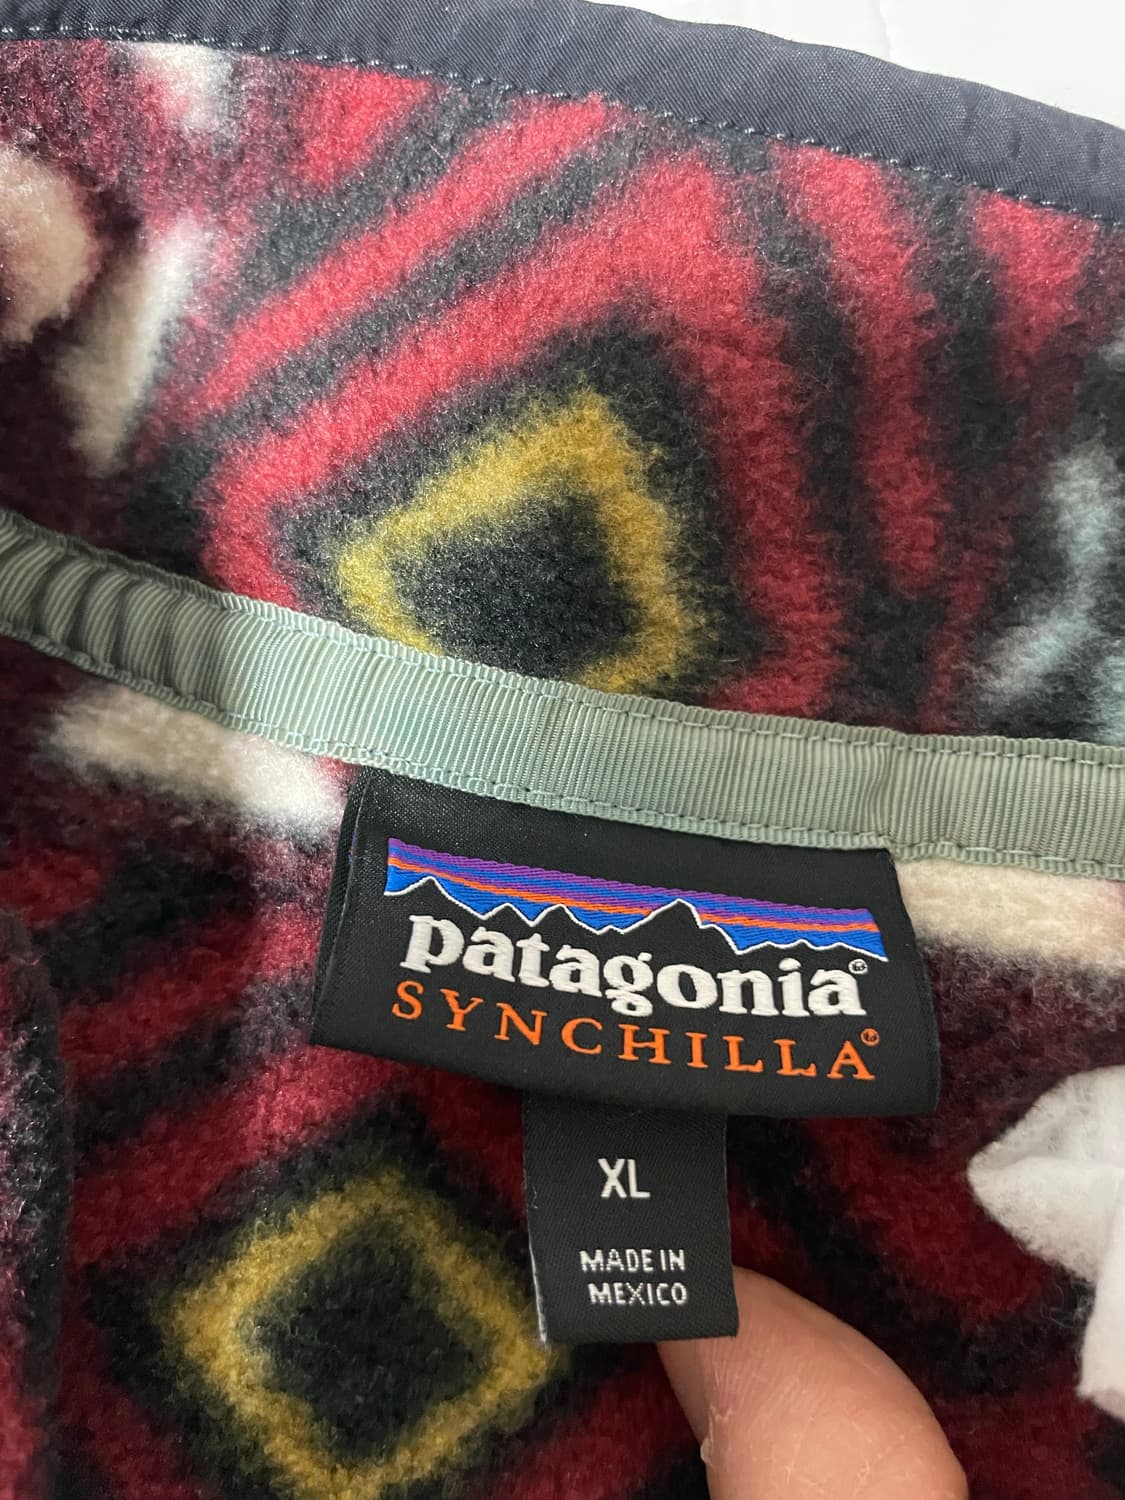 patagonia®
SYNCHILLA®
XL
MADE IN
MEXICO